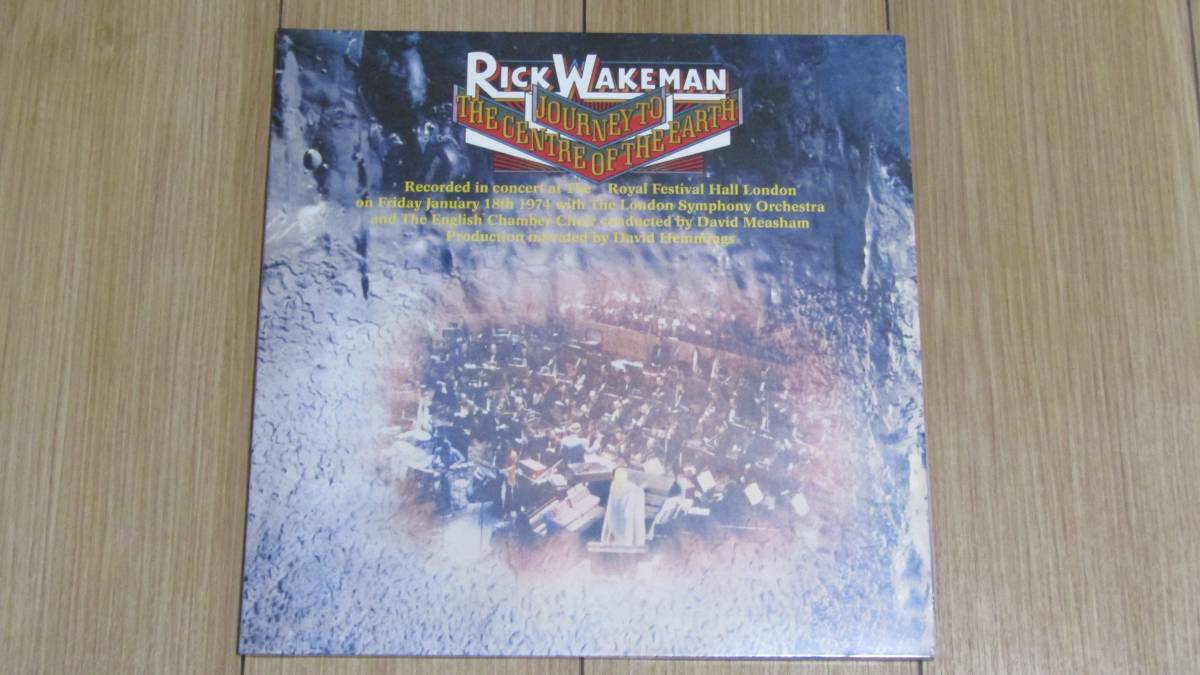 RICK WAKEMAN
JOURNEY TO
THE CENTRE OF THE EARTH
Recorded in concert at The Royal Festival Hall London
on Friday January 18th 1974 with The London Symphony Orchestra
and The English Chamber Choir conducted by David Measham
Production narrated by David Hemmings